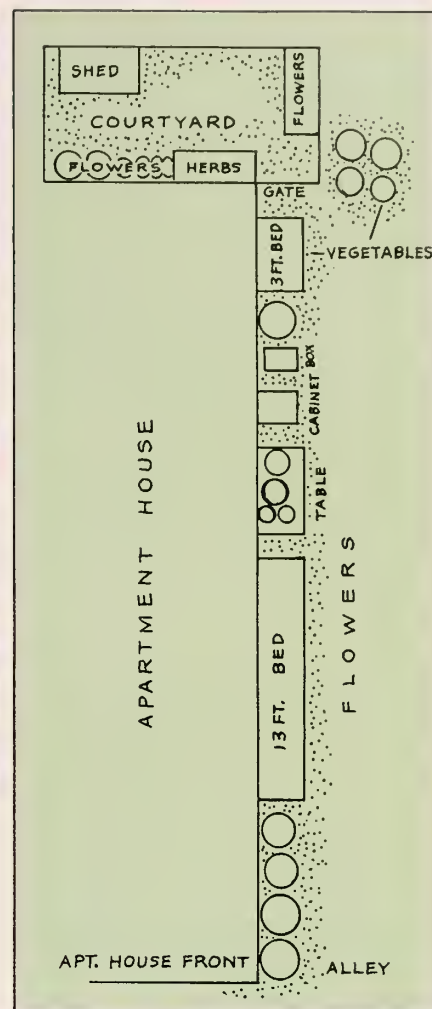 SHED
FLOWERS
COURTYARD
FLOWERS
HERBS
GATE
VEGETABLES
3 FT. BED
BOX
CABINET
TABLE
APARTMENT HOUSE
FLOWERS
13 FT. BED
APT. HOUSE FRONT
ALLEY